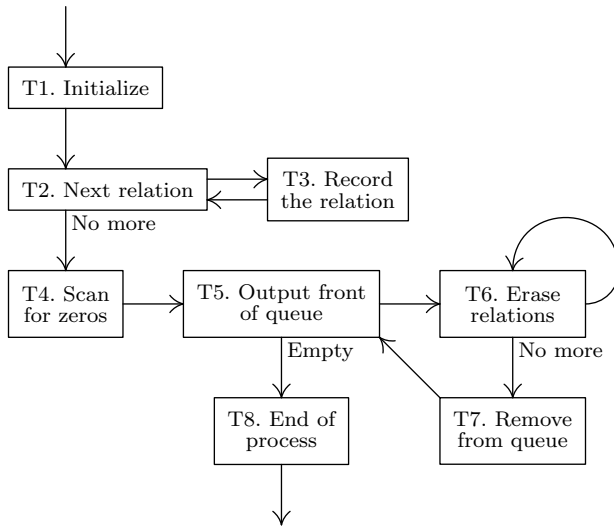 T1. Initialize
T2. Next relation
T3. Record
the relation
No more
T4. Scan
for zeros
T5. Output front
of queue
T6. Erase
relations
Empty
No more
T8. End of
process
T7. Remove
from queue